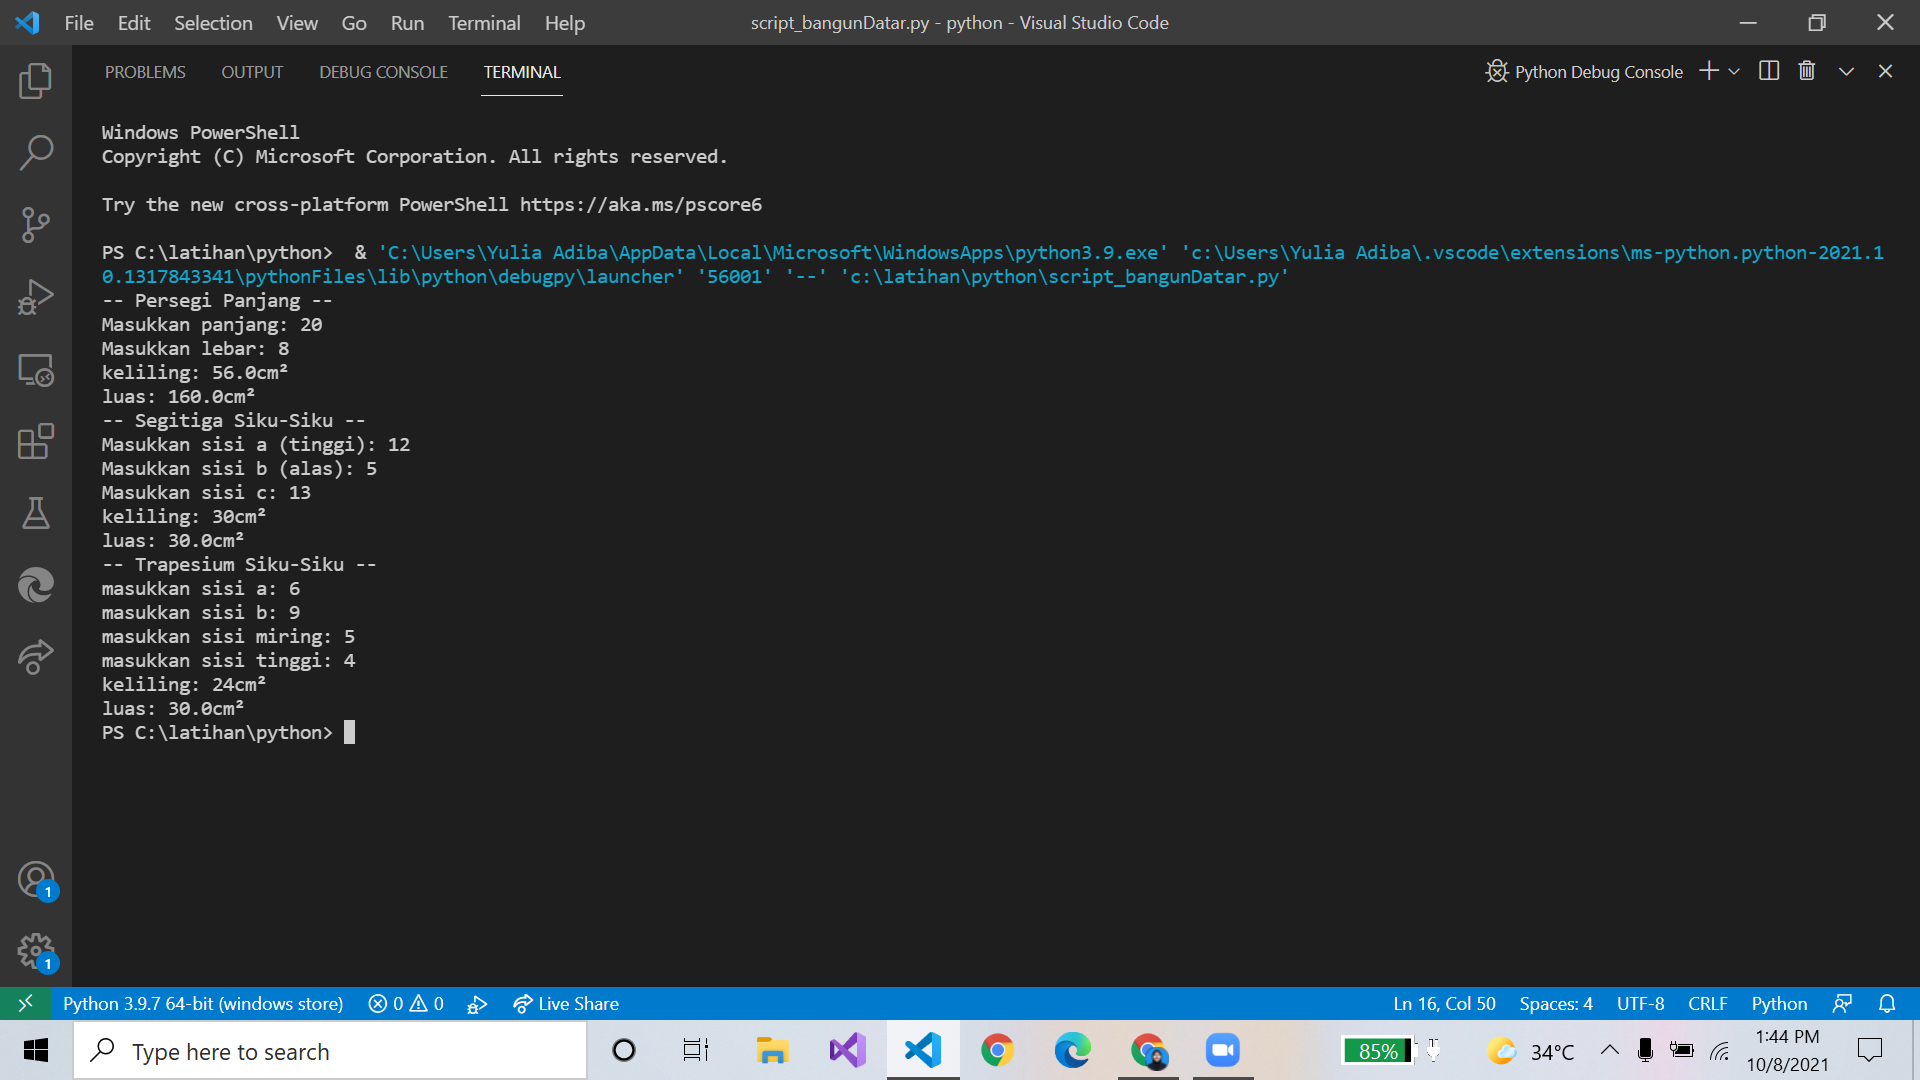 File Edit Selection View Go Run Terminal Help
script_bangunDatar.py - python - Visual Studio Code
PROBLEMS OUTPUT DEBUG CONSOLE TERMINAL
Python Debug Console
Windows PowerShell
Copyright (C) Microsoft Corporation. All rights reserved.
Try the new cross-platform PowerShell https://aka.ms/pscore6
PS C:\latihan\python>  & 'C:\Users\Yulia Adiba\AppData\Local\Microsoft\WindowsApps\python3.9.exe' 'c:\Users\Yulia Adiba\.vscode\extensions\ms-python.python-2021.1
0.1317843341\pythonFiles\lib\python\debugpy\launcher' '56001' '--' 'c:\latihan\python\script_bangunDatar.py'
-- Persegi Panjang --
Masukkan panjang: 20
Masukkan lebar: 8
keliling: 56.0cm²
luas: 160.0cm²
-- Segitiga Siku-Siku --
Masukkan sisi a (tinggi): 12
Masukkan sisi b (alas): 5
Masukkan sisi c: 13
keliling: 30cm²
luas: 30.0cm²
-- Trapesium Siku-Siku --
masukkan sisi a: 6
masukkan sisi b: 9
masukkan sisi miring: 5
masukkan sisi tinggi: 4
keliling: 24cm²
luas: 30.0cm²
PS C:\latihan\python>
1
1
Python 3.9.7 64-bit (windows store) 0 0 Live Share
Ln 16, Col 50 Spaces: 4 UTF-8 CRLF Python
Type here to search
85%
34°C
1:44 PM
10/8/2021